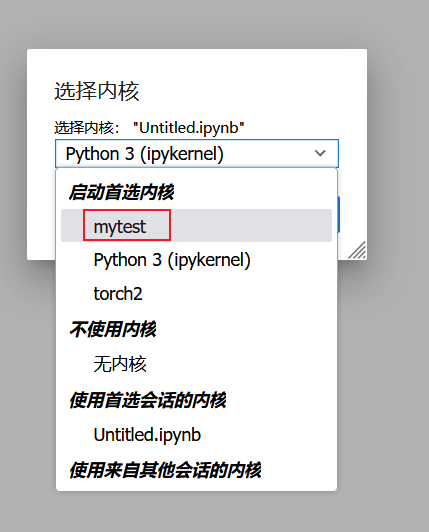 选择内核
选择内核： "Untitled.ipynb"
Python 3 (ipykernel)
启动首选内核
mytest
Python 3 (ipykernel)
torch2
不使用内核
无内核
使用首选会话的内核
Untitled.ipynb
使用来自其他会话的内核